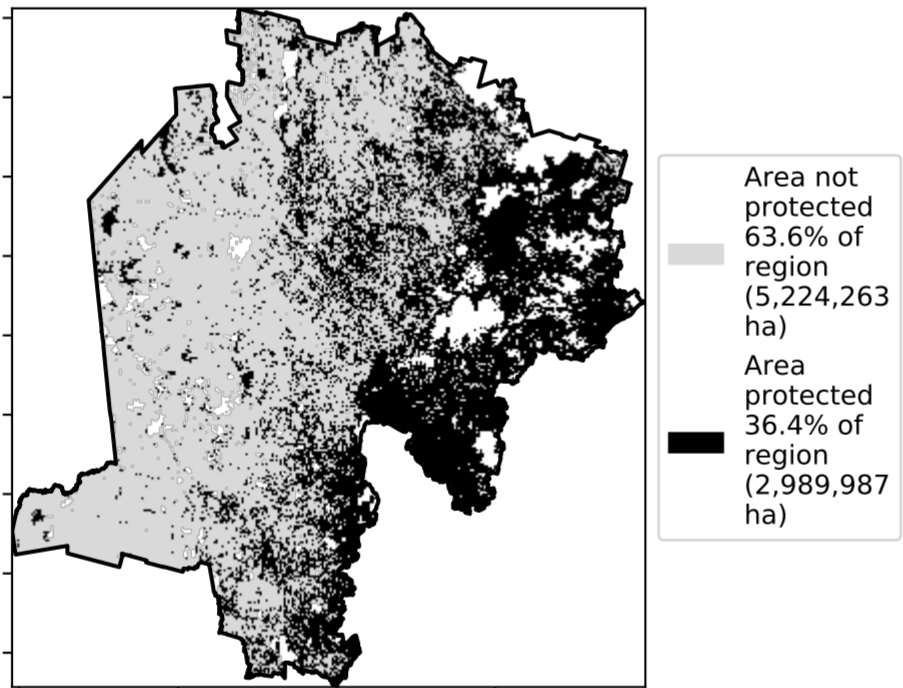 Area not
protected
63.6% of
region
(5,224,263
ha)
Area
protected
36.4% of
region
(2,989,987
ha)